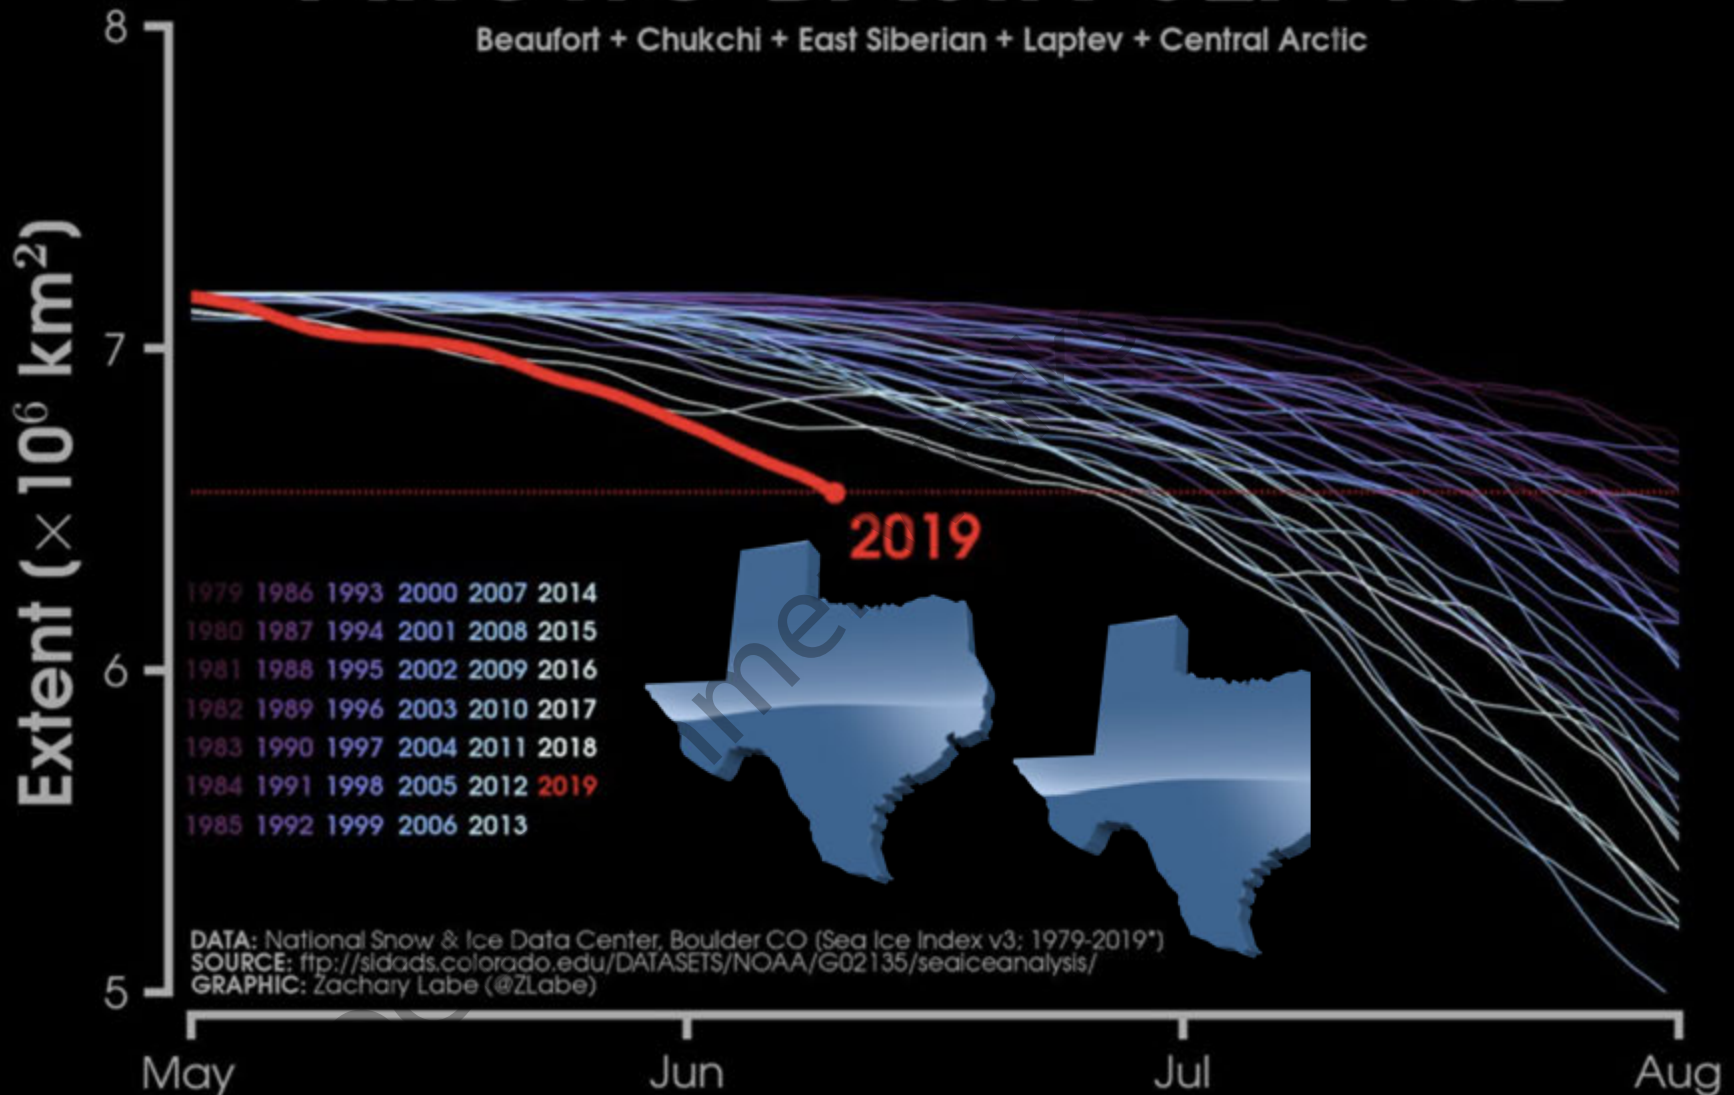 Beaufort + Chukchi + East Siberian + Laptev + Central Arctic
8
7
6
5
Extent (× 10⁶ km²)
2019
1979 1986 1993 2000 2007 2014
1980 1987 1994 2001 2008 2015
1981 1988 1995 2002 2009 2016
1982 1989 1996 2003 2010 2017
1983 1990 1997 2004 2011 2018
1984 1991 1998 2005 2012 2019
1985 1992 1999 2006 2013
DATA: National Snow & Ice Data Center, Boulder CO (Sea Ice Index v3; 1979-2019*)
SOURCE: ftp://sidads.colorado.edu/DATASETS/NOAA/G02135/seaiceanalysis/
GRAPHIC: Zachary Labe (@ZLabe)
May Jun Jul Aug